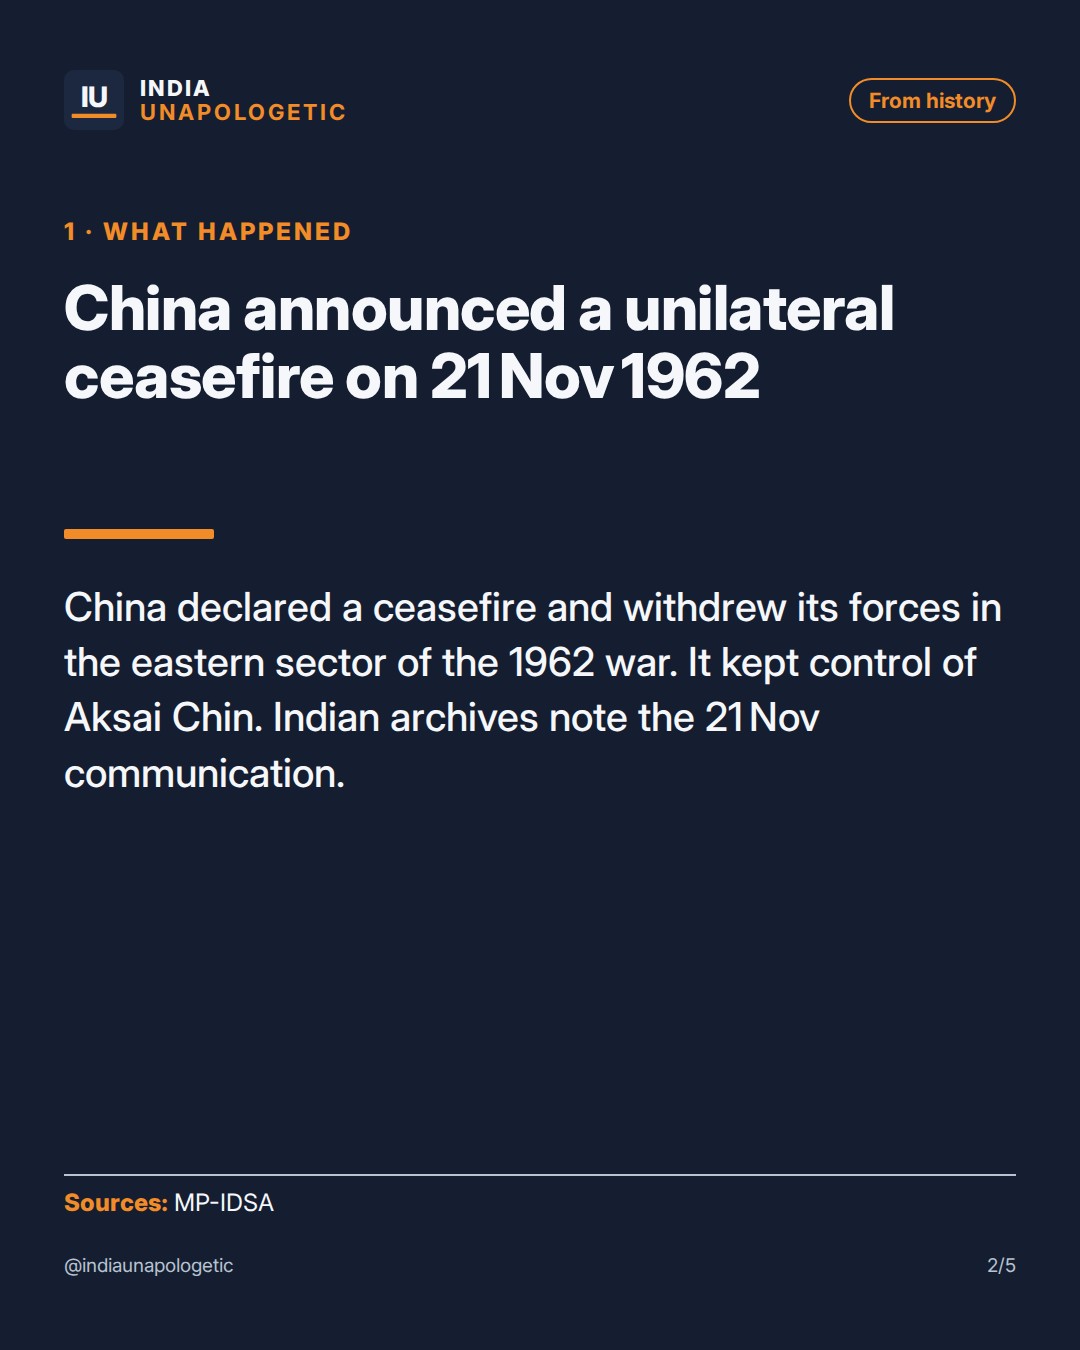 IU
INDIA
UNAPOLOGETIC
From history
1 · WHAT HAPPENED
China announced a unilateral
ceasefire on 21 Nov 1962
China declared a ceasefire and withdrew its forces in
the eastern sector of the 1962 war. It kept control of
Aksai Chin. Indian archives note the 21 Nov
communication.
Sources: MP-IDSA
@indiaunapologetic
2/5